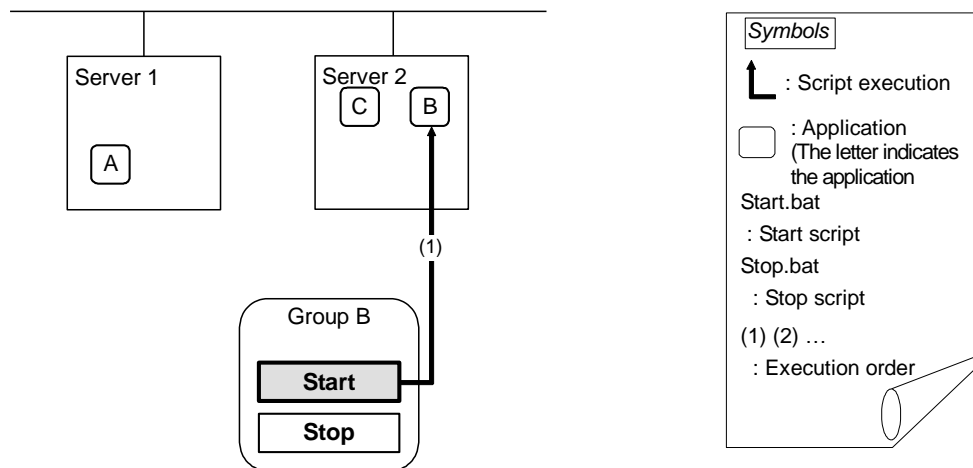 Server 1
A
Server 2
C
B
(1)
Group B
Start
Stop
Symbols
: Script execution
: Application
(The letter indicates
the application
Start.bat
: Start script
Stop.bat
: Stop script
(1) (2) …
: Execution order